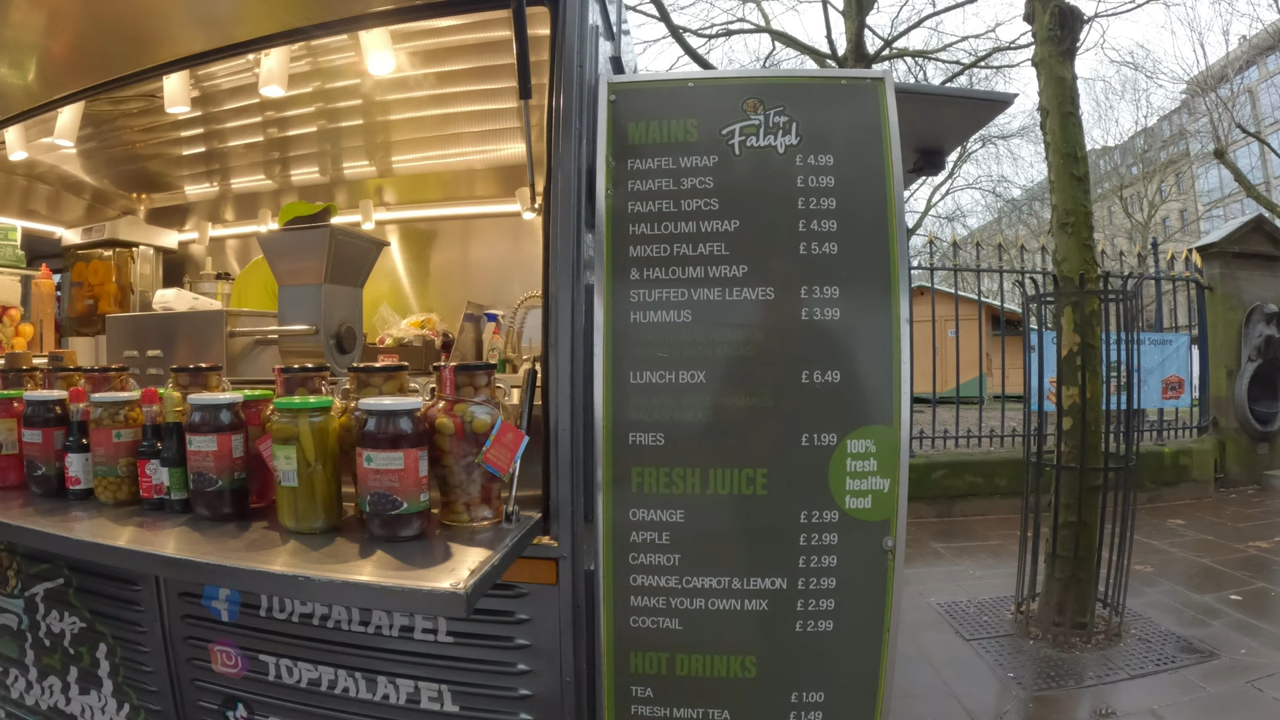 MAINS
Top
Falafel
FAIAFEL WRAP £ 4.99
FAIAFEL 3PCS £ 0.99
FAIAFEL 10PCS £ 2.99
HALLOUMI WRAP £ 4.99
MIXED FALAFEL £ 5.49
& HALOUMI WRAP
STUFFED VINE LEAVES £ 3.99
HUMMUS £ 3.99
LUNCH BOX £ 6.49
FRIES £ 1.99
100%
fresh
healthy
food
FRESH JUICE
ORANGE £ 2.99
APPLE £ 2.99
CARROT £ 2.99
ORANGE, CARROT & LEMON £ 2.99
MAKE YOUR OWN MIX £ 2.99
COCTAIL £ 2.99
HOT DRINKS
TEA £ 1.00
FRESH MINT TEA £ 1.49
TOPFALAFEL
TOPFALAFEL
Top
Cathedral Square